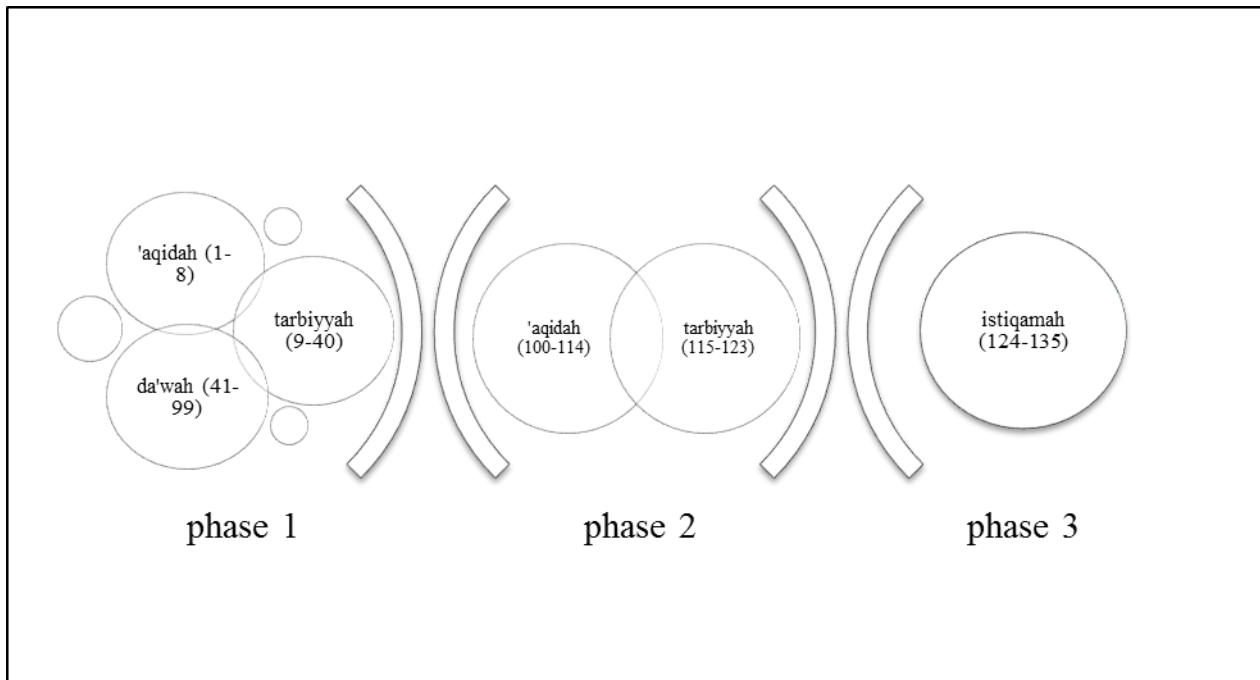 'aqidah (1-
8)
tarbiyyah
(9-40)
da'wah (41-
99)
'aqidah
(100-114)
tarbiyyah
(115-123)
istiqamah
(124-135)
phase 1
phase 2
phase 3